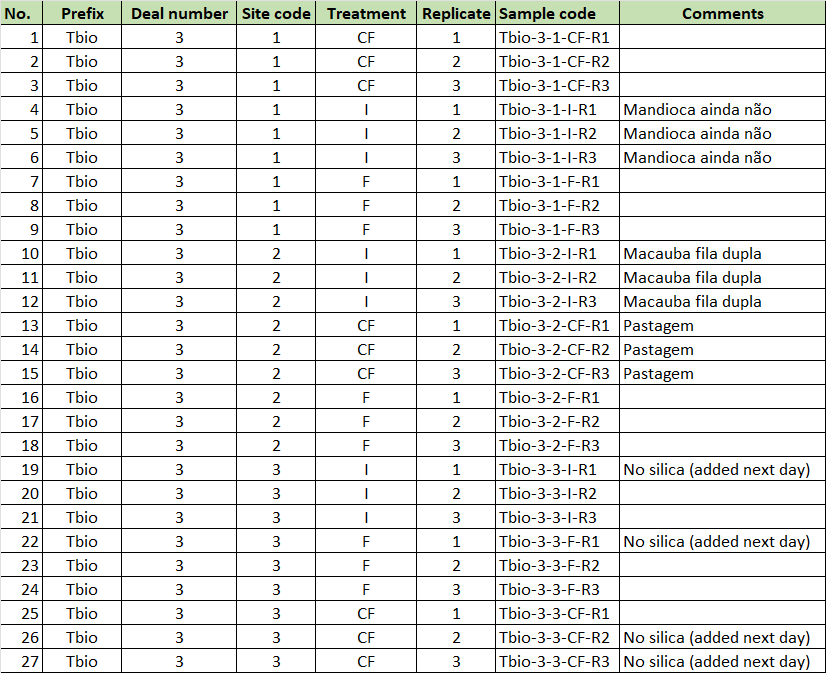 No. Prefix Deal number Site code Treatment Replicate Sample code Comments
1 Tbio 3 1 CF 1 Tbio-3-1-CF-R1
2 Tbio 3 1 CF 2 Tbio-3-1-CF-R2
3 Tbio 3 1 CF 3 Tbio-3-1-CF-R3
4 Tbio 3 1 I 1 Tbio-3-1-I-R1 Mandioca ainda não
5 Tbio 3 1 I 2 Tbio-3-1-I-R2 Mandioca ainda não
6 Tbio 3 1 I 3 Tbio-3-1-I-R3 Mandioca ainda não
7 Tbio 3 1 F 1 Tbio-3-1-F-R1
8 Tbio 3 1 F 2 Tbio-3-1-F-R2
9 Tbio 3 1 F 3 Tbio-3-1-F-R3
10 Tbio 3 2 I 1 Tbio-3-2-I-R1 Macauba fila dupla
11 Tbio 3 2 I 2 Tbio-3-2-I-R2 Macauba fila dupla
12 Tbio 3 2 I 3 Tbio-3-2-I-R3 Macauba fila dupla
13 Tbio 3 2 CF 1 Tbio-3-2-CF-R1 Pastagem
14 Tbio 3 2 CF 2 Tbio-3-2-CF-R2 Pastagem
15 Tbio 3 2 CF 3 Tbio-3-2-CF-R3 Pastagem
16 Tbio 3 2 F 1 Tbio-3-2-F-R1
17 Tbio 3 2 F 2 Tbio-3-2-F-R2
18 Tbio 3 2 F 3 Tbio-3-2-F-R3
19 Tbio 3 3 I 1 Tbio-3-3-I-R1 No silica (added next day)
20 Tbio 3 3 I 2 Tbio-3-3-I-R2
21 Tbio 3 3 I 3 Tbio-3-3-I-R3
22 Tbio 3 3 F 1 Tbio-3-3-F-R1 No silica (added next day)
23 Tbio 3 3 F 2 Tbio-3-3-F-R2
24 Tbio 3 3 F 3 Tbio-3-3-F-R3
25 Tbio 3 3 CF 1 Tbio-3-3-CF-R1
26 Tbio 3 3 CF 2 Tbio-3-3-CF-R2 No silica (added next day)
27 Tbio 3 3 CF 3 Tbio-3-3-CF-R3 No silica (added next day)